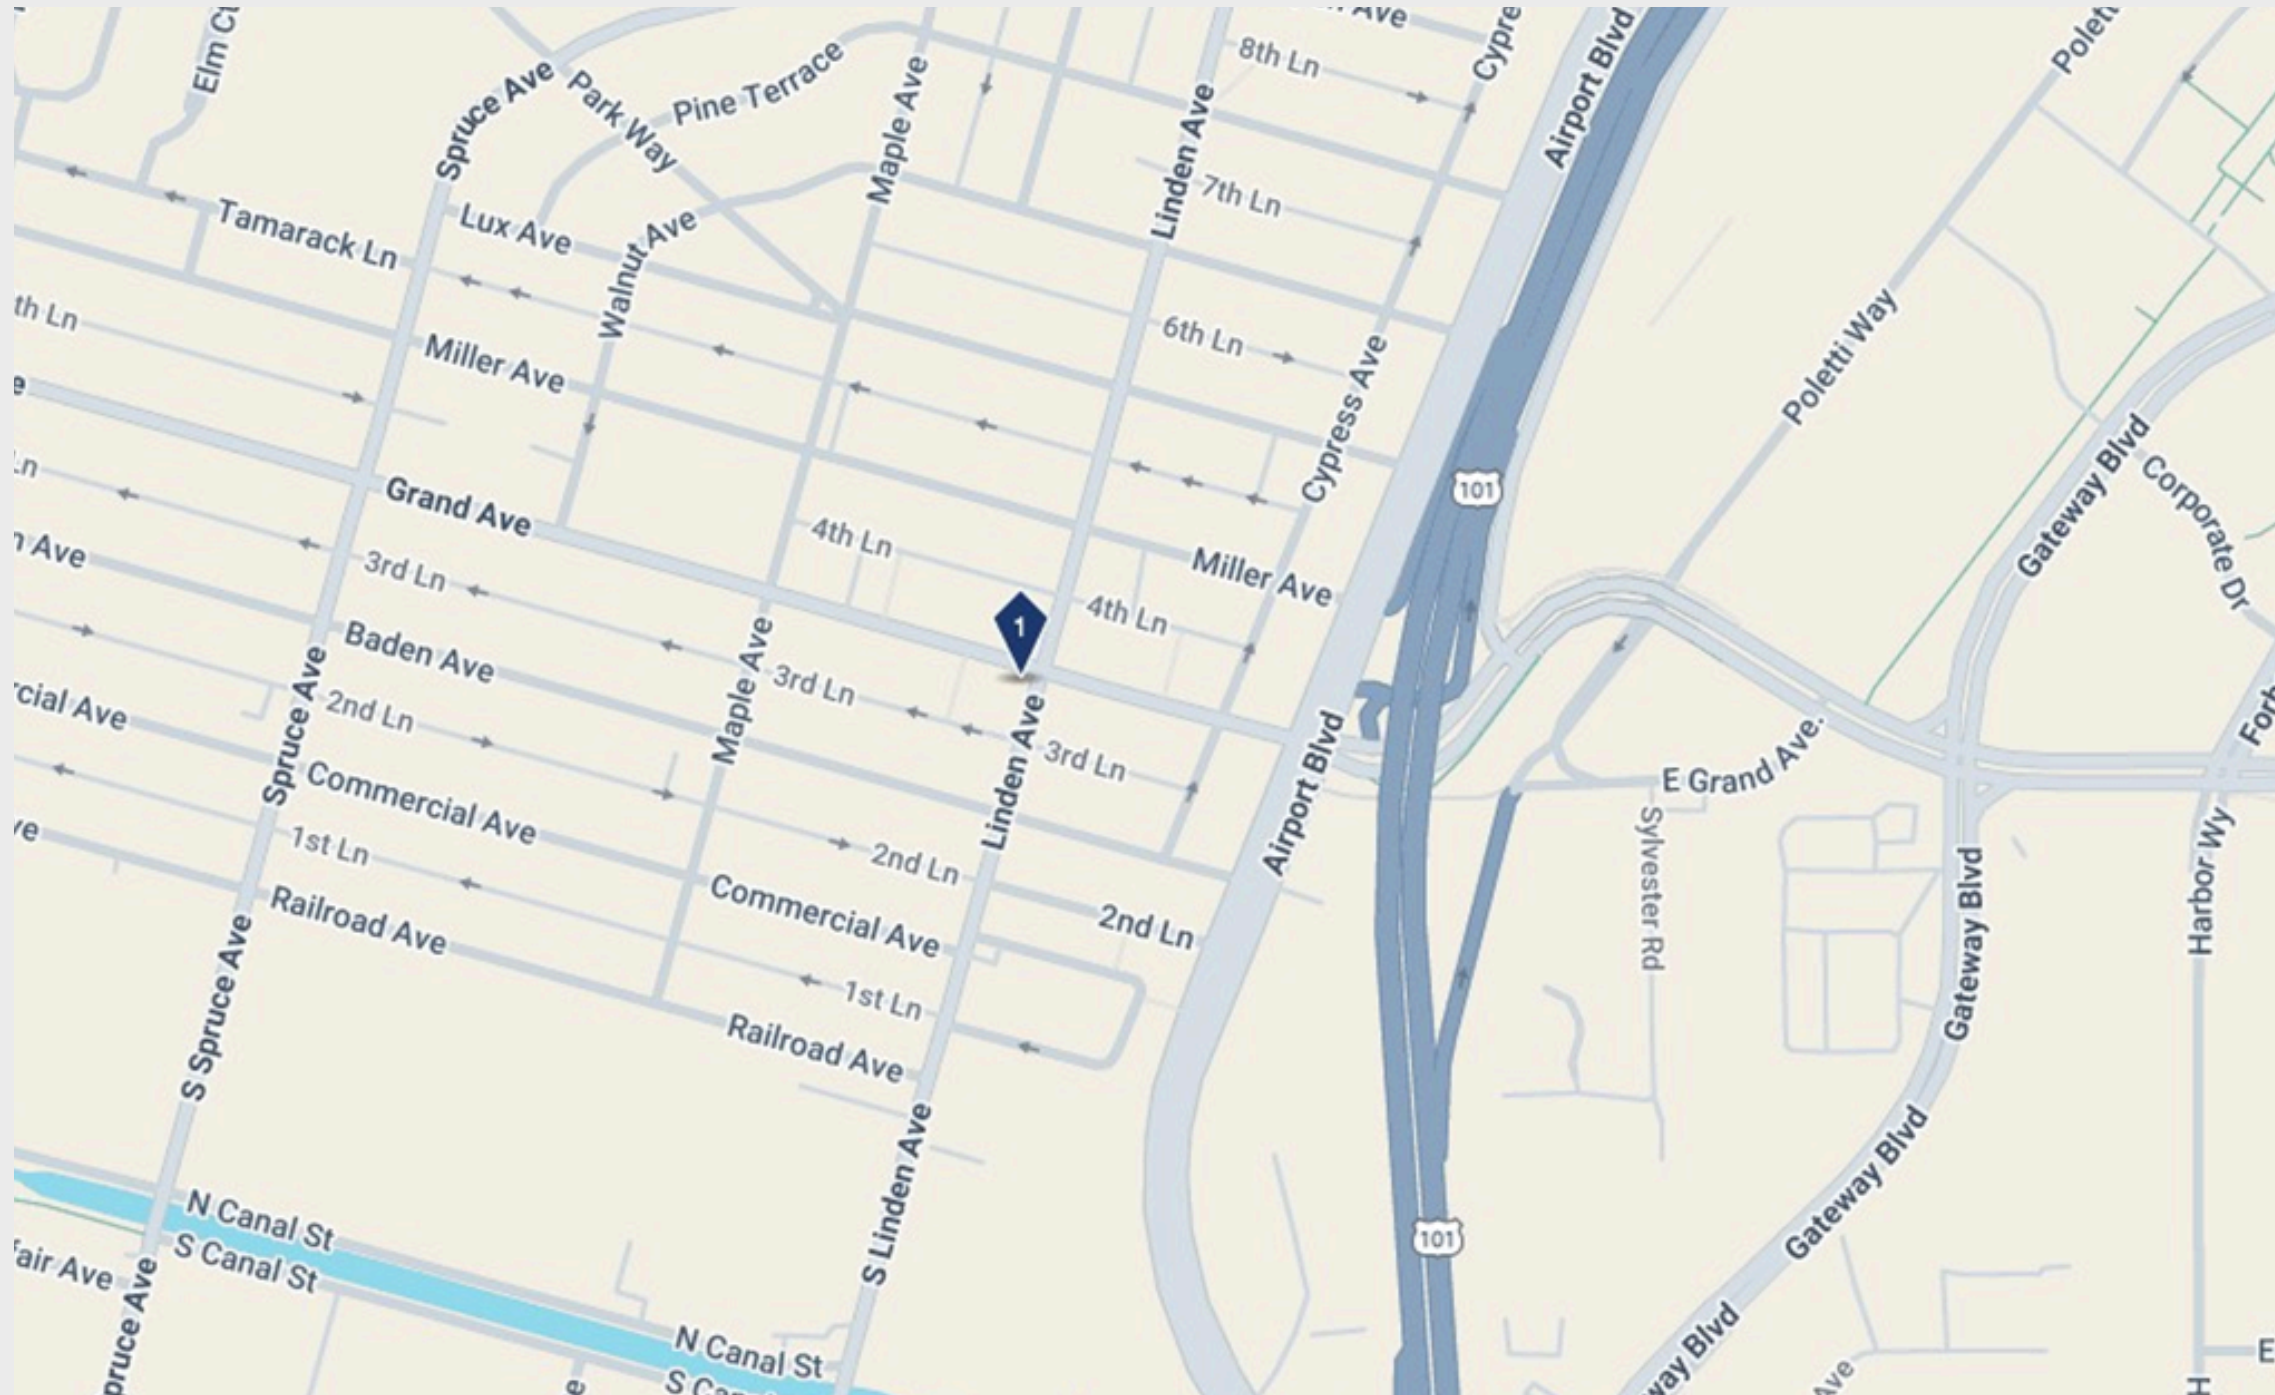 Elm Ct
Spruce Ave
Park Way
Pine Terrace
Maple Ave
Linden Ave
Ave
8th Ln
Airport Blvd
7th Ln
Tamarack Ln
Lux Ave
Walnut Ave
6th Ln
Miller Ave
Cypress Ave
Poletti Way
Gateway Blvd
Corporate Dr
101
Grand Ave
4th Ln
Miller Ave
3rd Ln
4th Ln
1
Baden Ave
Maple Ave
3rd Ln
Spruce Ave
2nd Ln
Linden Ave
3rd Ln
Airport Blvd
E Grand Ave.
Commercial Ave
Sylvester Rd
Harbor Wy
1st Ln
2nd Ln
Commercial Ave
2nd Ln
Gateway Blvd
Railroad Ave
1st Ln
Railroad Ave
S Spruce Ave
S Linden Ave
Gateway Blvd
N Canal St
S Canal St
101
N Canal St
Ave